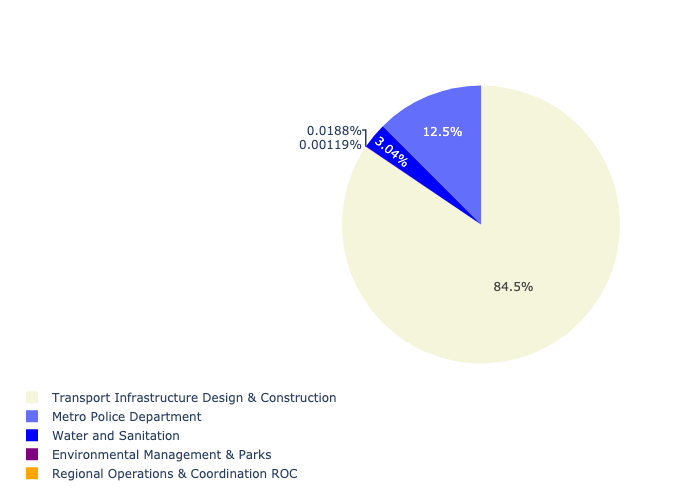 12.5%
0.0188%
0.00119%
3.04%
84.5%
Transport Infrastructure Design & Construction
Metro Police Department
Water and Sanitation
Environmental Management & Parks
Regional Operations & Coordination ROC